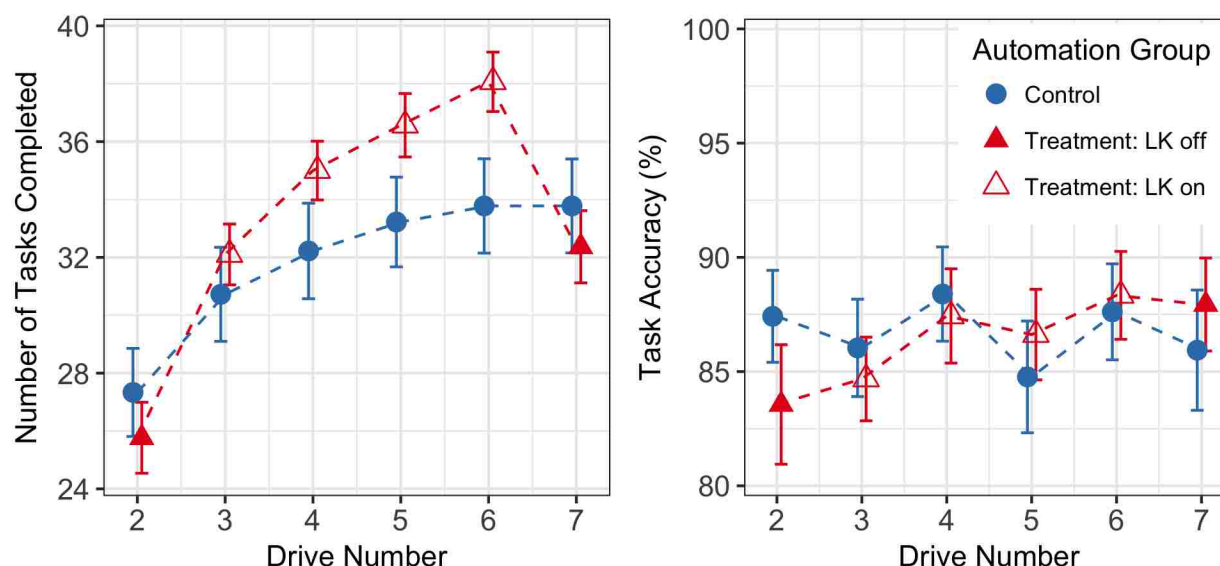 Number of Tasks Completed
40
36
32
28
24
2 3 4 5 6 7
Drive Number
Task Accuracy (%)
100
95
90
85
80
2 3 4 5 6 7
Drive Number
Automation Group
Control
Treatment: LK off
Treatment: LK on